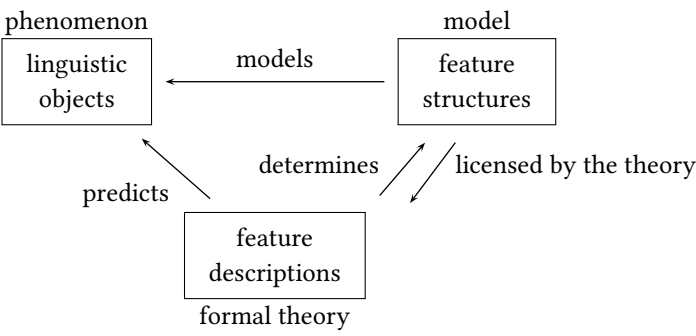 phenomenon
model
linguistic
objects
models
feature
structures
determines
licensed by the theory
predicts
feature
descriptions
formal theory